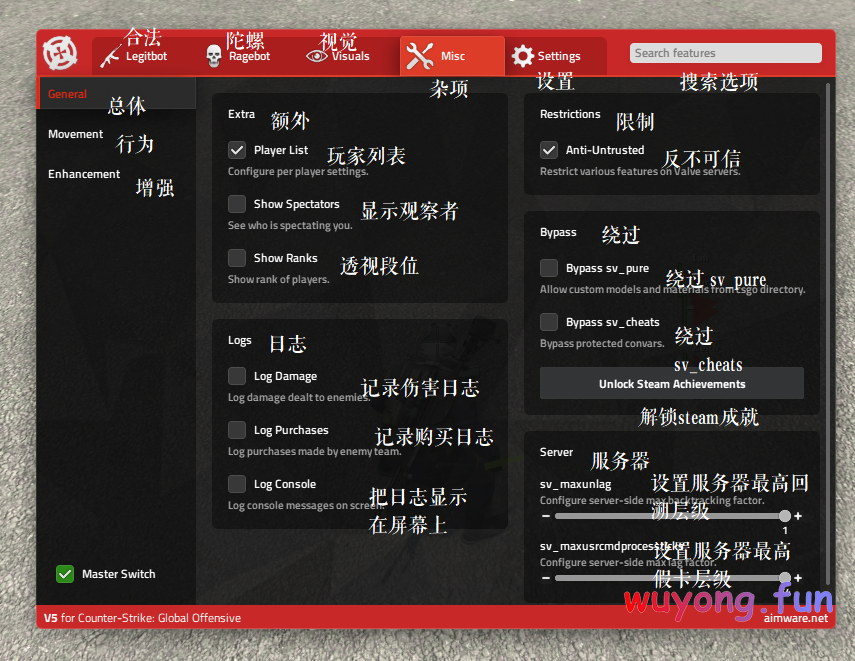 合法
陀螺
视觉
Legitbot
Ragebot
Visuals
Misc
Settings
Search features
杂项
设置
搜索选项
General
总体
Movement
行为
Enhancement
增强
Extra
额外
Player List
玩家列表
Configure per player settings.
Show Spectators
显示观察者
See who is spectating you.
Show Ranks
透视段位
Show rank of players.
Logs
日志
Log Damage
记录伤害日志
Log damage dealt to enemies.
Log Purchases
记录购买日志
Log purchases made by enemy team.
Log Console
把日志显示
Log console messages on screen.
在屏幕上
Restrictions
限制
Anti-Untrusted
反不可信
Restrict various features on Valve servers.
Bypass
绕过
Bypass sv_pure
绕过 sv_pure
Allow custom models and materials from csgo directory.
Bypass sv_cheats
绕过
Bypass protected convars.
sv_cheats
Unlock Steam Achievements
解锁steam成就
Server
服务器
sv_maxunlag
设置服务器最高回
Configure server-side max backtracking factor.
溯层级
1
设置服务器最高
Configure server-side max lag factor.
假卡层级
Master Switch
wuyong.fun
V5 for Counter-Strike: Global Offensive
aimware.net